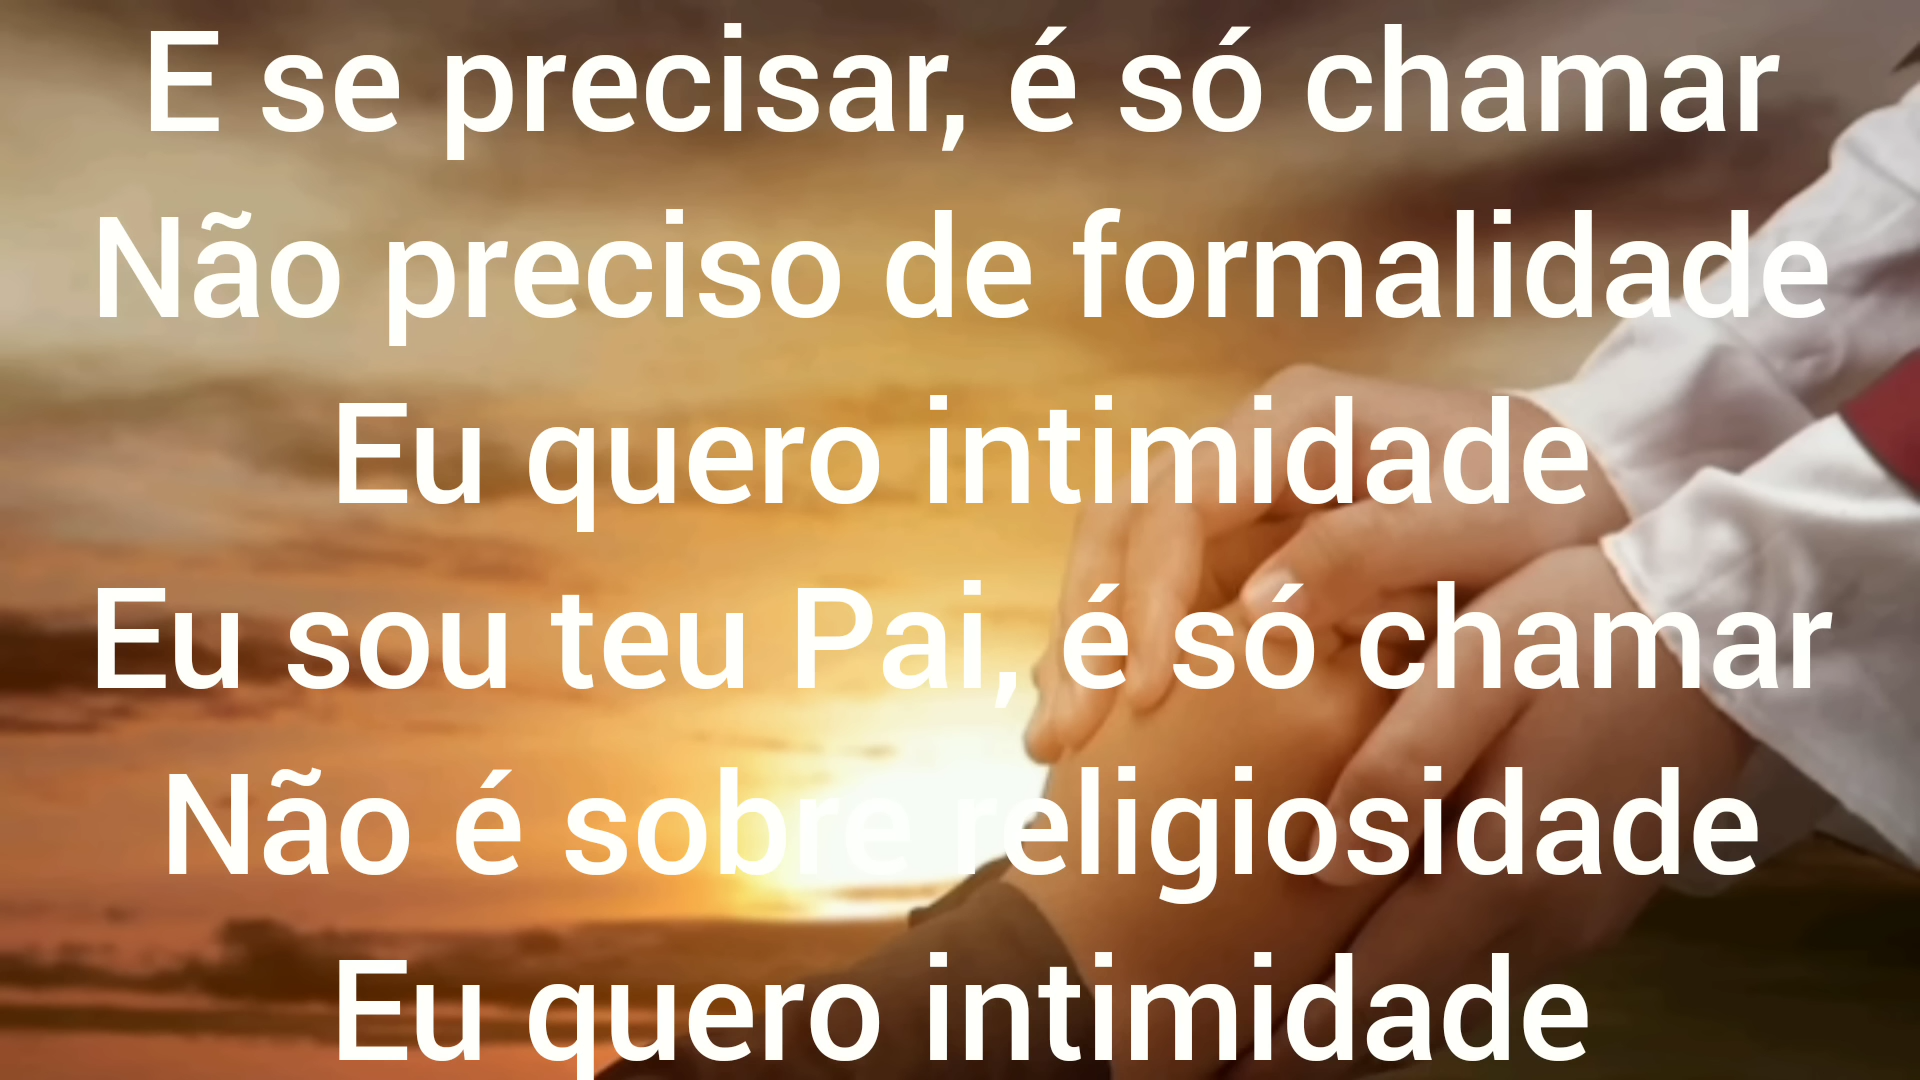 E se precisar, é só chamar
Não preciso de formalidade
Eu quero intimidade
Eu sou teu Pai, é só chamar
Não é sobre religiosidade
Eu quero intimidade